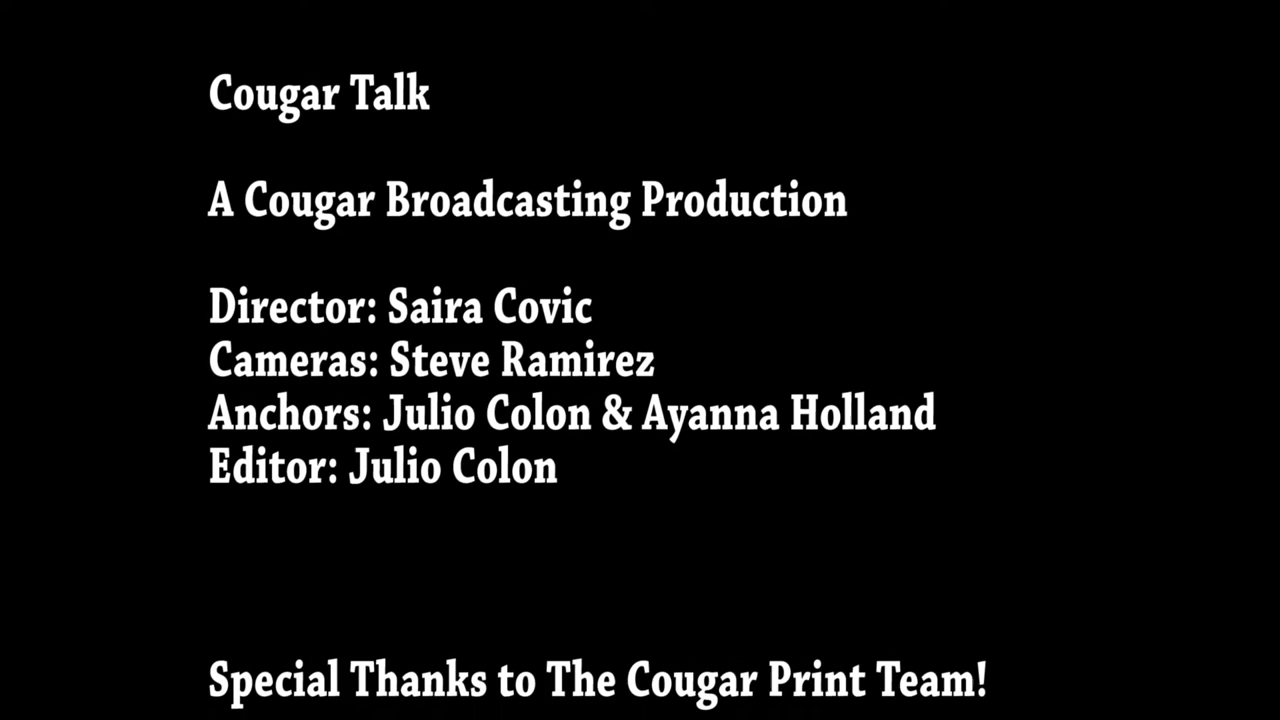 Cougar Talk
A Cougar Broadcasting Production
Director: Saira Covic
Cameras: Steve Ramirez
Anchors: Julio Colon & Ayanna Holland
Editor: Julio Colon
Special Thanks to The Cougar Print Team!